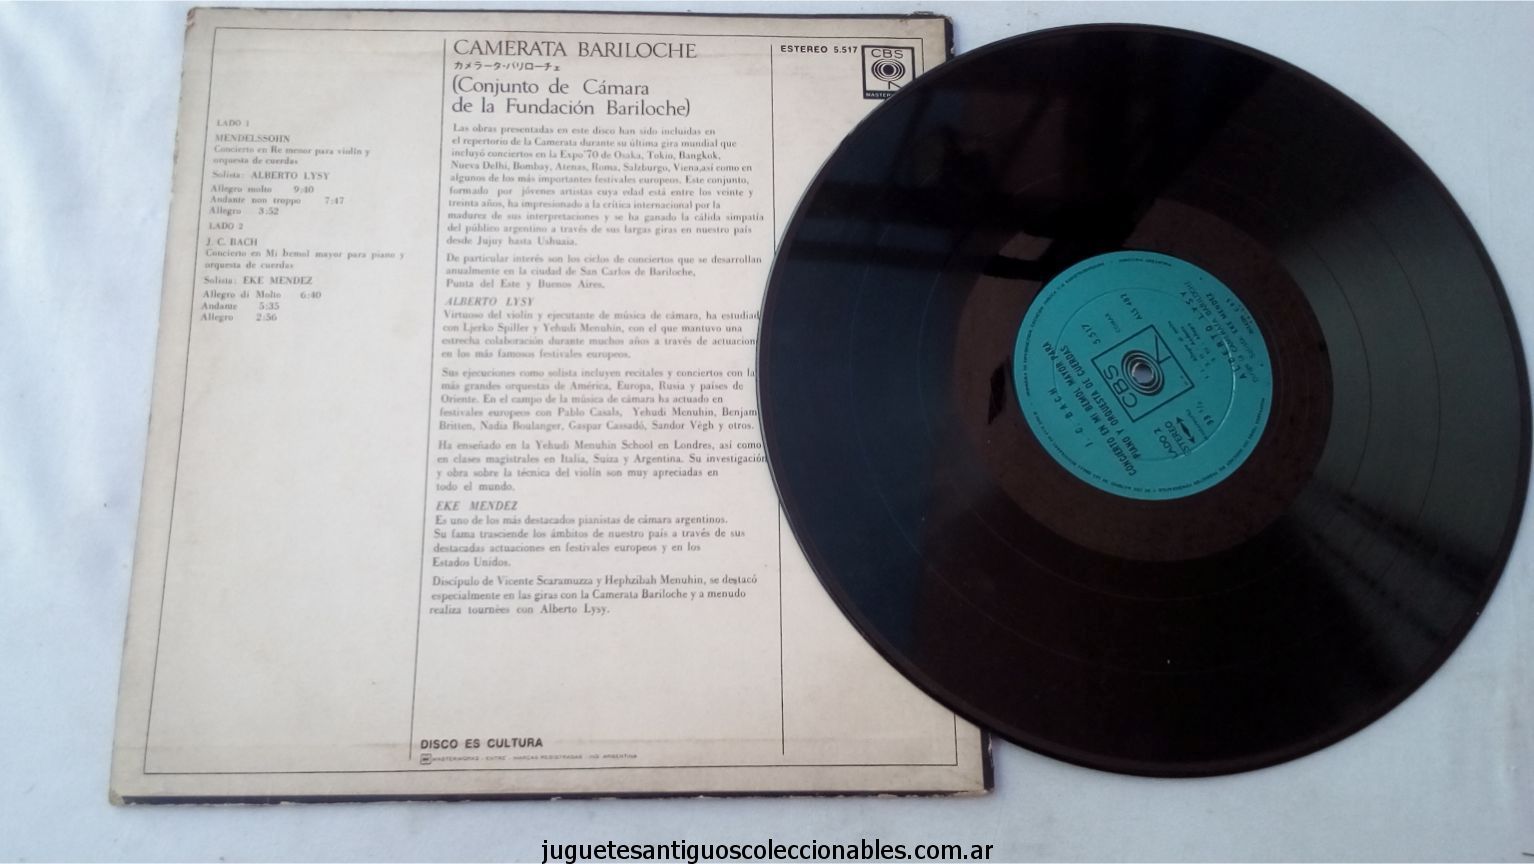 LADO 1
MENDELSSOHN
Concierto en Re menor para violín y
orquesta de cuerdas
Solista: ALBERTO LYSY
Allegro molto 9:40
Andante non troppo 7:47
Allegro 3:52
LADO 2
J. C. BACH
Concierto en Mi bemol mayor para piano y
orquesta de cuerdas
Solista: EKE MENDEZ
Allegro di Molto 6:40
Andante 5:35
Allegro 2:56
CAMERATA BARILOCHE
カメラータ・バリローチェ
(Conjunto de Cámara
de la Fundación Bariloche)
Las obras presentadas en este disco han sido incluidas en
el repertorio de la Camerata durante su última gira mundial que
incluyó conciertos en la Expo'70 de Osaka, Tokio, Bangkok,
Nueva Delhi, Bombay, Atenas, Roma, Salzburgo, Viena,así como en
algunos de los más importantes festivales europeos. Este conjunto,
formado por jóvenes artistas cuya edad está entre los veinte y
treinta años, ha impresionado a la crítica internacional por la
madurez de sus interpretaciones y se ha ganado la cálida simpatía
del público argentino a través de sus largas giras en nuestro país
desde Jujuy hasta Ushuaia.
De particular interés son los ciclos de conciertos que se desarrollan
anualmente en la ciudad de San Carlos de Bariloche,
Punta del Este y Buenos Aires.
ALBERTO LYSY
Virtuoso del violín y ejecutante de música de cámara, ha estudiad
con Ljerko Spiller y Yehudi Menuhin, con el que mantuvo una
estrecha colaboración durante muchos años a través de actuacion
en los más famosos festivales europeos.
Sus ejecuciones como solista incluyen recitales y conciertos con la
más grandes orquestas de América, Europa, Rusia y países de
Oriente. En el campo de la música de cámara ha actuado en
festivales europeos con Pablo Casals, Yehudi Menuhin, Benjam
Britten, Nadia Boulanger, Gaspar Cassadó, Sandor Végh y otros.
Ha enseñado en la Yehudi Menuhin School en Londres, así como
en clases magistrales en Italia, Suiza y Argentina. Su investigación
y obra sobre la técnica del violín son muy apreciadas en
todo el mundo.
EKE MENDEZ
Es uno de los más destacados pianistas de cámara argentinos.
Su fama trasciende los ámbitos de nuestro país a través de sus
destacadas actuaciones en festivales europeos y en los
Estados Unidos.
Discípulo de Vicente Scaramuzza y Hephzibah Menuhin, se destacó
especialmente en las giras con la Camerata Bariloche y a menudo
realiza tournées con Alberto Lysy.
DISCO ES CULTURA
MARCAS REGISTRADAS
ESTEREO 5.517
CBS
CBS
5.517
ALS 482
LADO 2
ESTEREO
33 1/3
J. C. BACH
CONCIERTO EN MI BEMOL MAYOR PARA
PIANO Y ORQUESTA DE CUERDAS
juguetesantiguoscoleccionables.com.ar